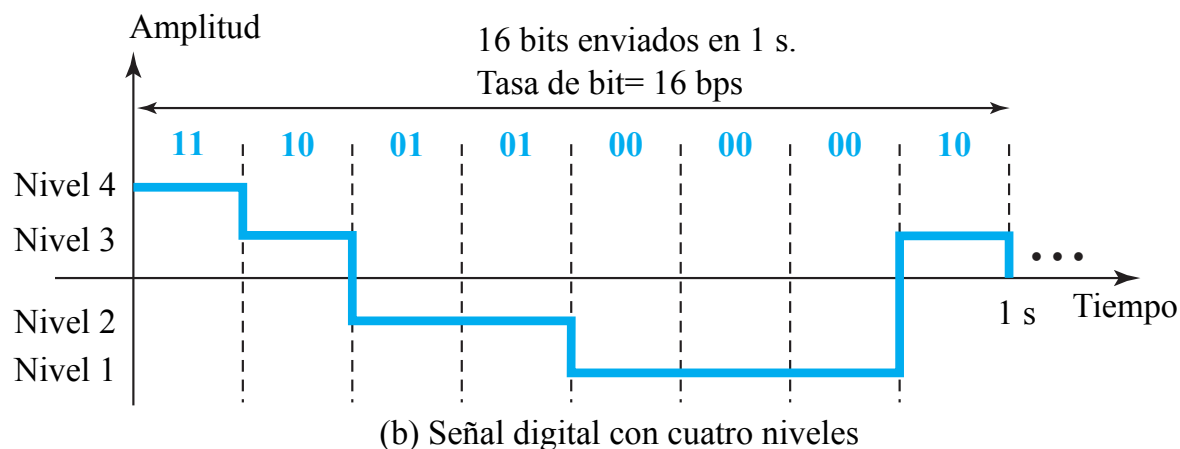 Amplitud
16 bits enviados en 1 s.
Tasa de bit= 16 bps
11 10 01 01 00 00 00 10
Nivel 4
Nivel 3
Nivel 2
Nivel 1
1 s
Tiempo
(b) Señal digital con cuatro niveles